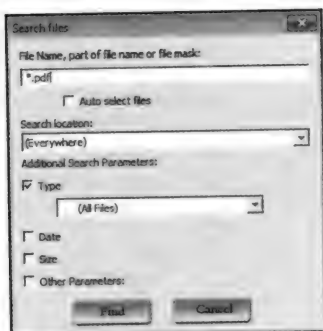 Search files
File Name, part of file name or file mask:
*.pdf
Auto select files
Search location:
(Everywhere)
Additional Search Parameters:
Type
(All Files)
Date
Size
Other Parameters:
Find
Cancel